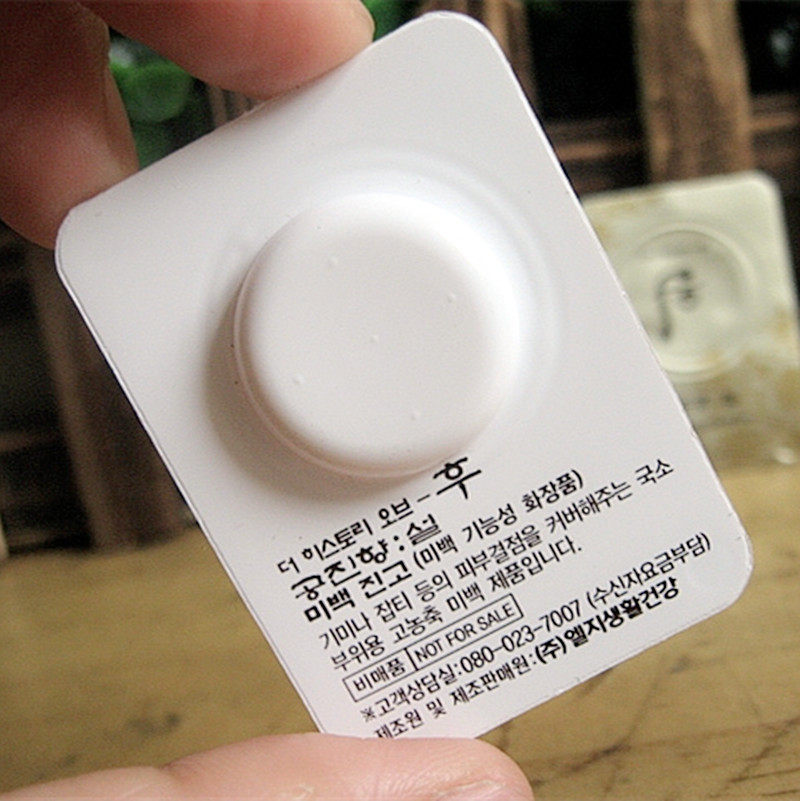 더 히스토리 오브-후
공진향:설
미백 진고 (미백 기능성 화장품)
기미나 잡티 등의 피부결점을 커버해주는 국소
부위용 고농축 미백 제품입니다.
비매품 NOT FOR SALE
※고객상담실:080-023-7007 (수신자요금부담)
제조원 및 제조판매원:(주)엘지생활건강